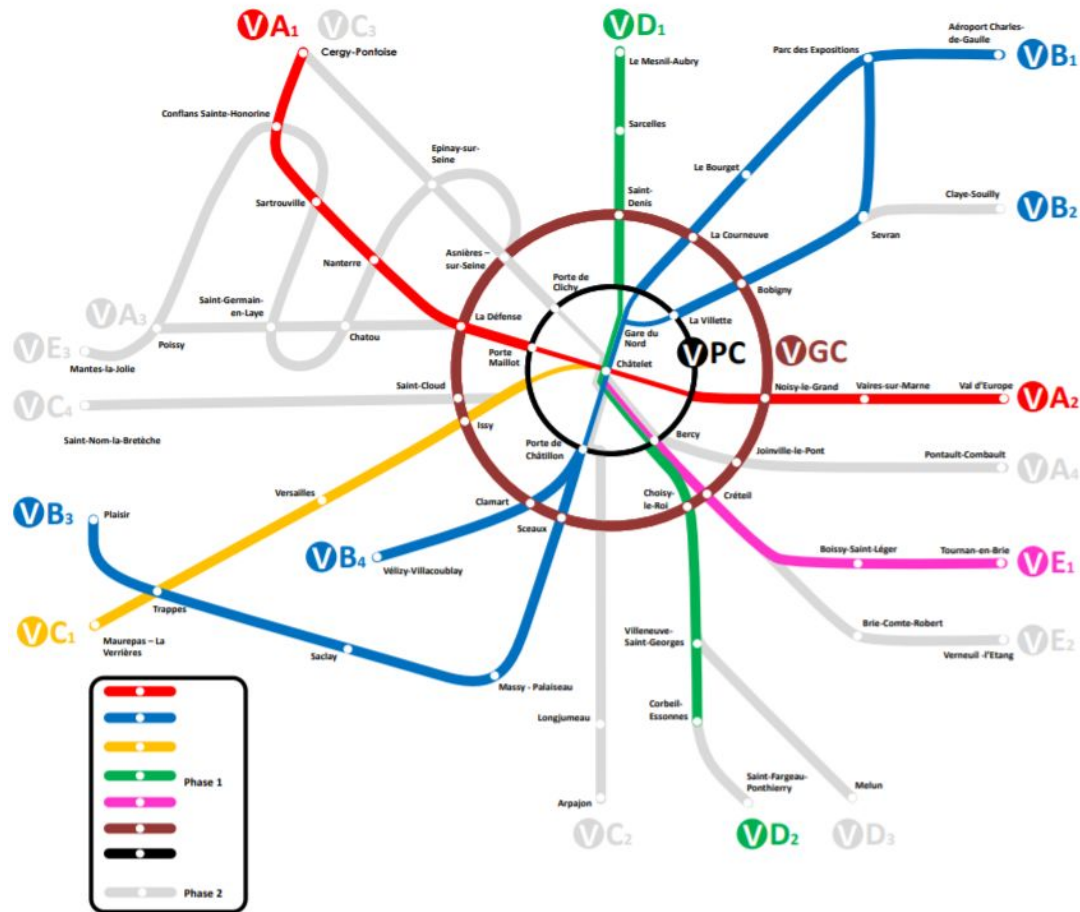 VA1
VC3
VD1
Cergy-Pontoise
Le Mesnil-Aubry
Parc des Expositions
Aéroport Charles-
de-Gaulle
VB1
Conflans Sainte-Honorine
Sarcelles
Epinay-sur-
Seine
Le Bourget
Saint-
Denis
Claye-Souilly
VB2
Sartrouville
La Courneuve
Sevran
Nanterre
Asnières –
sur-Seine
Porte de
Clichy
Bobigny
Saint-Germain-
en-Laye
VA3
La Défense
La Villette
Poissy
Chatou
Gare du
Nord
VE3
Mantes-la-Jolie
Porte
Maillot
VPC
VGC
Châtelet
Saint-Cloud
Noisy-le-Grand
Vaires-sur-Marne
Val d'Europe
VA2
VC4
Saint-Nom-la-Bretèche
Issy
Bercy
Porte de
Châtillon
Joinville-le-Pont
Pontault-Combault
VA4
Versailles
Clamart
Choisy-
le-Roi
Créteil
VB3
Plaisir
Sceaux
VB4
Vélizy-Villacoublay
Boissy-Saint-Léger
Tournan-en-Brie
VE1
Trappes
VC1
Maurepas – La
Verrières
Saclay
Villeneuve-
Saint-Georges
Brie-Comte-Robert
Verneuil -l'Etang
VE2
Massy - Palaiseau
Longjumeau
Corbeil-
Essonnes
Phase 1
Arpajon
Saint-Fargeau-
Ponthierry
Melun
VC2
VD2
VD3
Phase 2